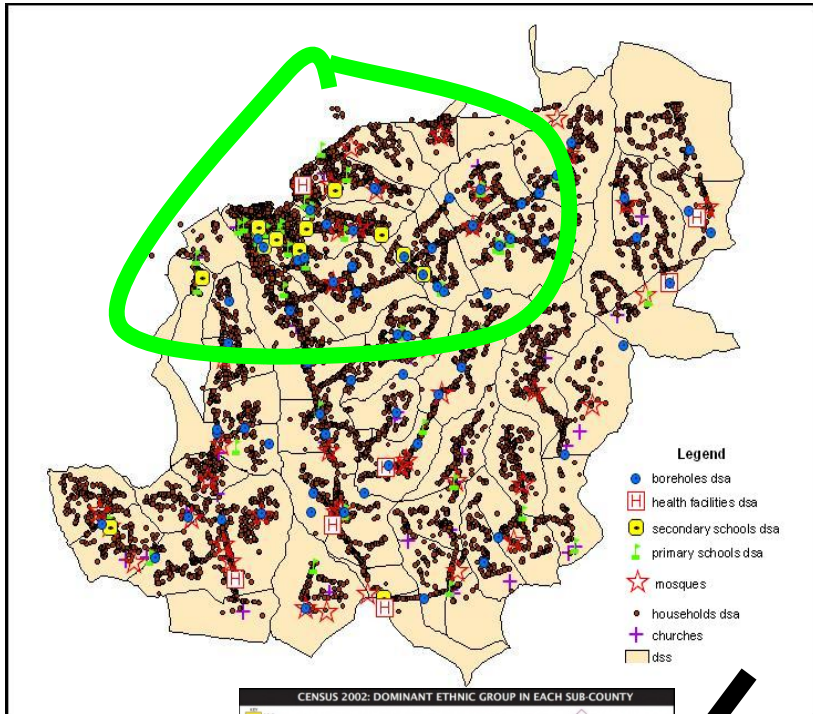 Legend
boreholes dsa
H health facilities dsa
secondary schools dsa
primary schools dsa
mosques
households dsa
churches
dss
CENSUS 2002: DOMINANT ETHNIC GROUP IN EACH SUB-COUNTY